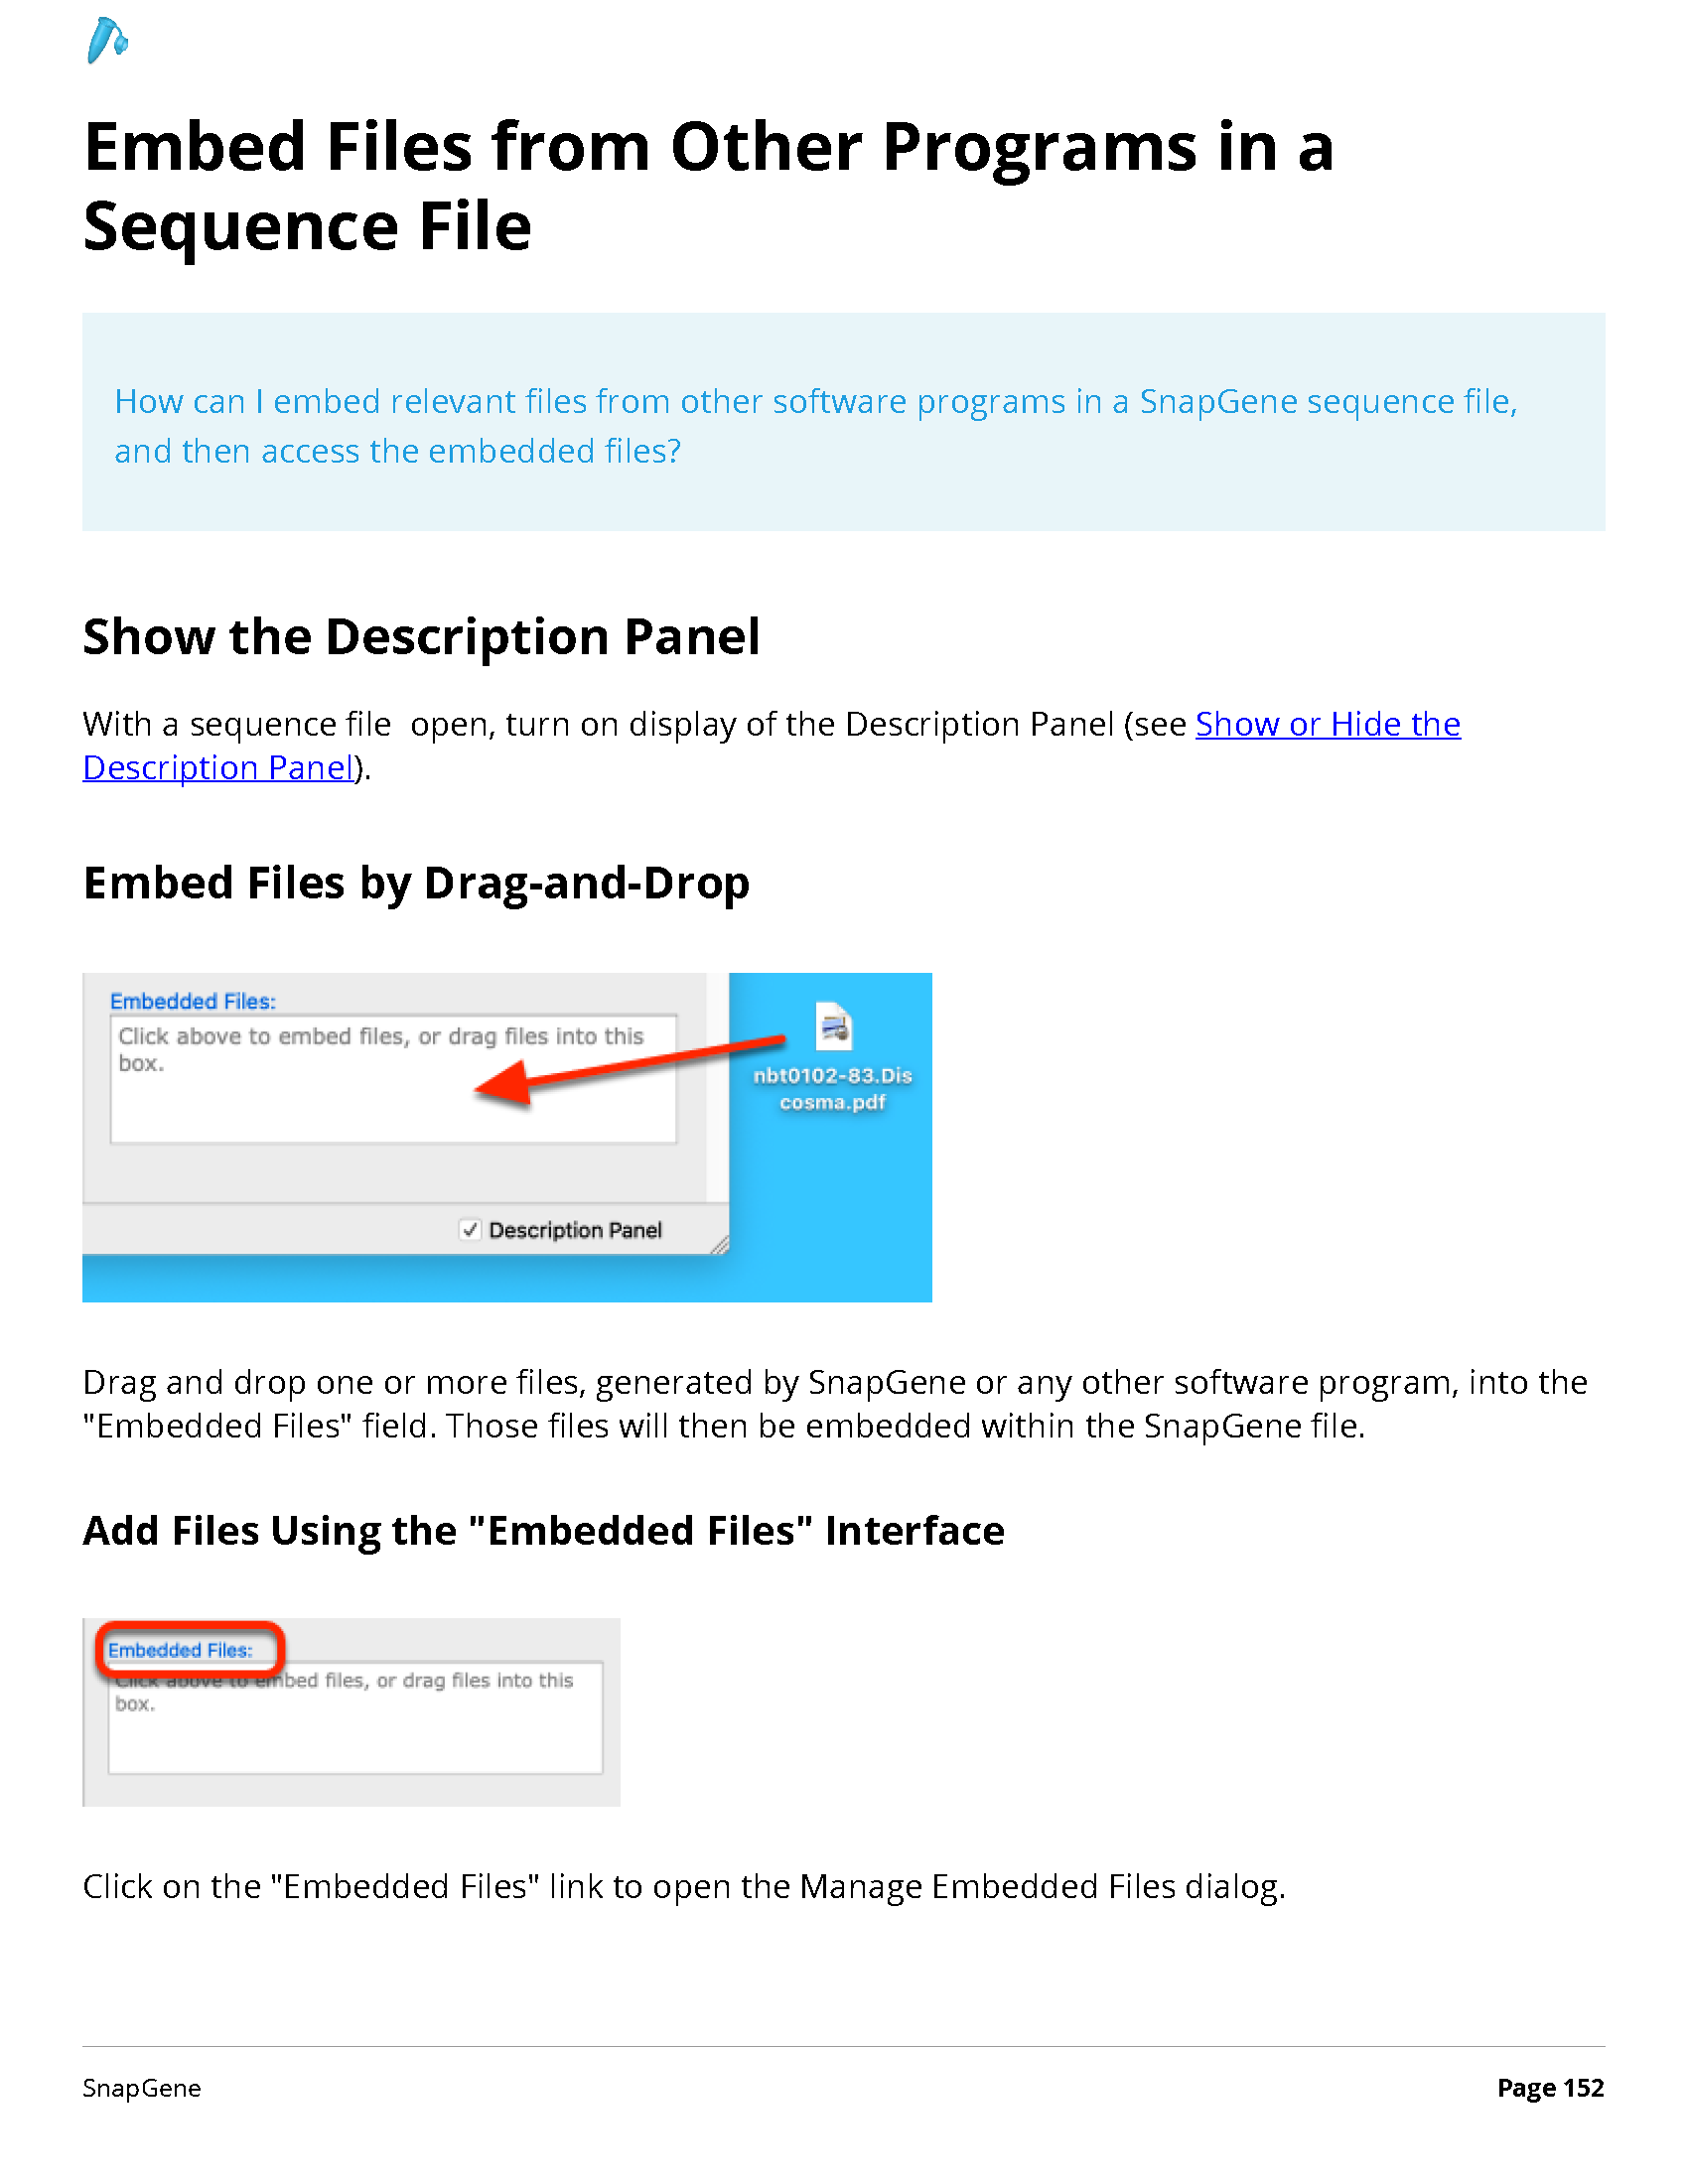 Embed Files from Other Programs in a
Sequence File
How can I embed relevant files from other software programs in a SnapGene sequence file,
and then access the embedded files?
Show the Description Panel
With a sequence file  open, turn on display of the Description Panel (see Show or Hide the
Description Panel).
Embed Files by Drag-and-Drop
Embedded Files:
Click above to embed files, or drag files into this
box.
nbt0102-83.Dis
cosma.pdf
Description Panel
Drag and drop one or more files, generated by SnapGene or any other software program, into the
"Embedded Files" field. Those files will then be embedded within the SnapGene file.
Add Files Using the "Embedded Files" Interface
Embedded Files:
Click above to embed files, or drag files into this
box.
Click on the "Embedded Files" link to open the Manage Embedded Files dialog.
SnapGene
Page 152